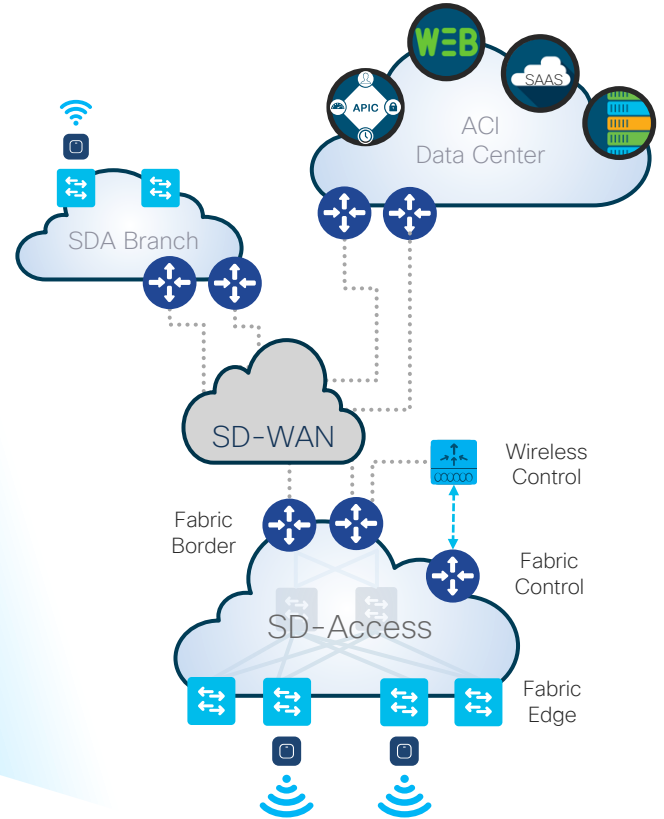 WEB
SAAS
APIC
ACI
Data Center
SDA Branch
SD-WAN
Wireless
Control
Fabric
Border
Fabric
Control
SD-Access
Fabric
Edge